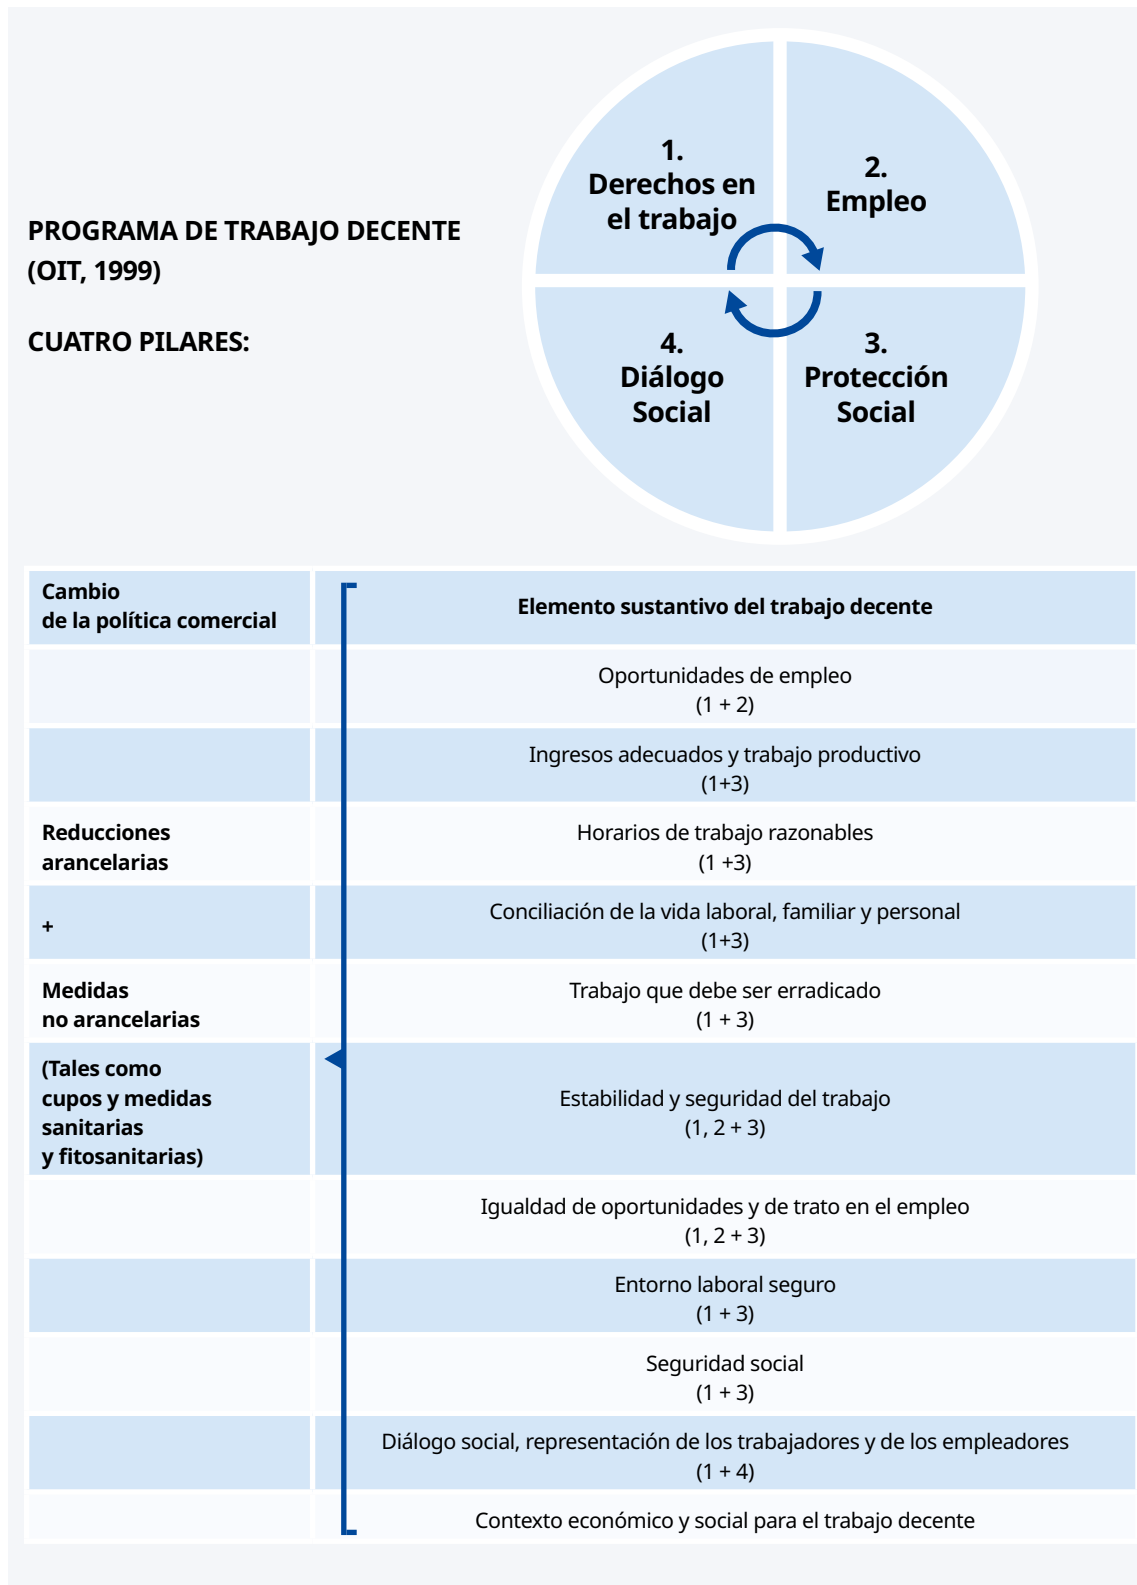 PROGRAMA DE TRABAJO DECENTE
(OIT, 1999)
CUATRO PILARES:
1.
Derechos en
el trabajo
2.
Empleo
4.
Diálogo
Social
3.
Protección
Social
Cambio
de la política comercial
Elemento sustantivo del trabajo decente
Oportunidades de empleo
(1 + 2)
Ingresos adecuados y trabajo productivo
(1+3)
Reducciones
arancelarias
Horarios de trabajo razonables
(1 +3)
+
Conciliación de la vida laboral, familiar y personal
(1+3)
Medidas
no arancelarias
Trabajo que debe ser erradicado
(1 + 3)
(Tales como
cupos y medidas
sanitarias
y fitosanitarias)
Estabilidad y seguridad del trabajo
(1, 2 + 3)
Igualdad de oportunidades y de trato en el empleo
(1, 2 + 3)
Entorno laboral seguro
(1 + 3)
Seguridad social
(1 + 3)
Diálogo social, representación de los trabajadores y de los empleadores
(1 + 4)
Contexto económico y social para el trabajo decente